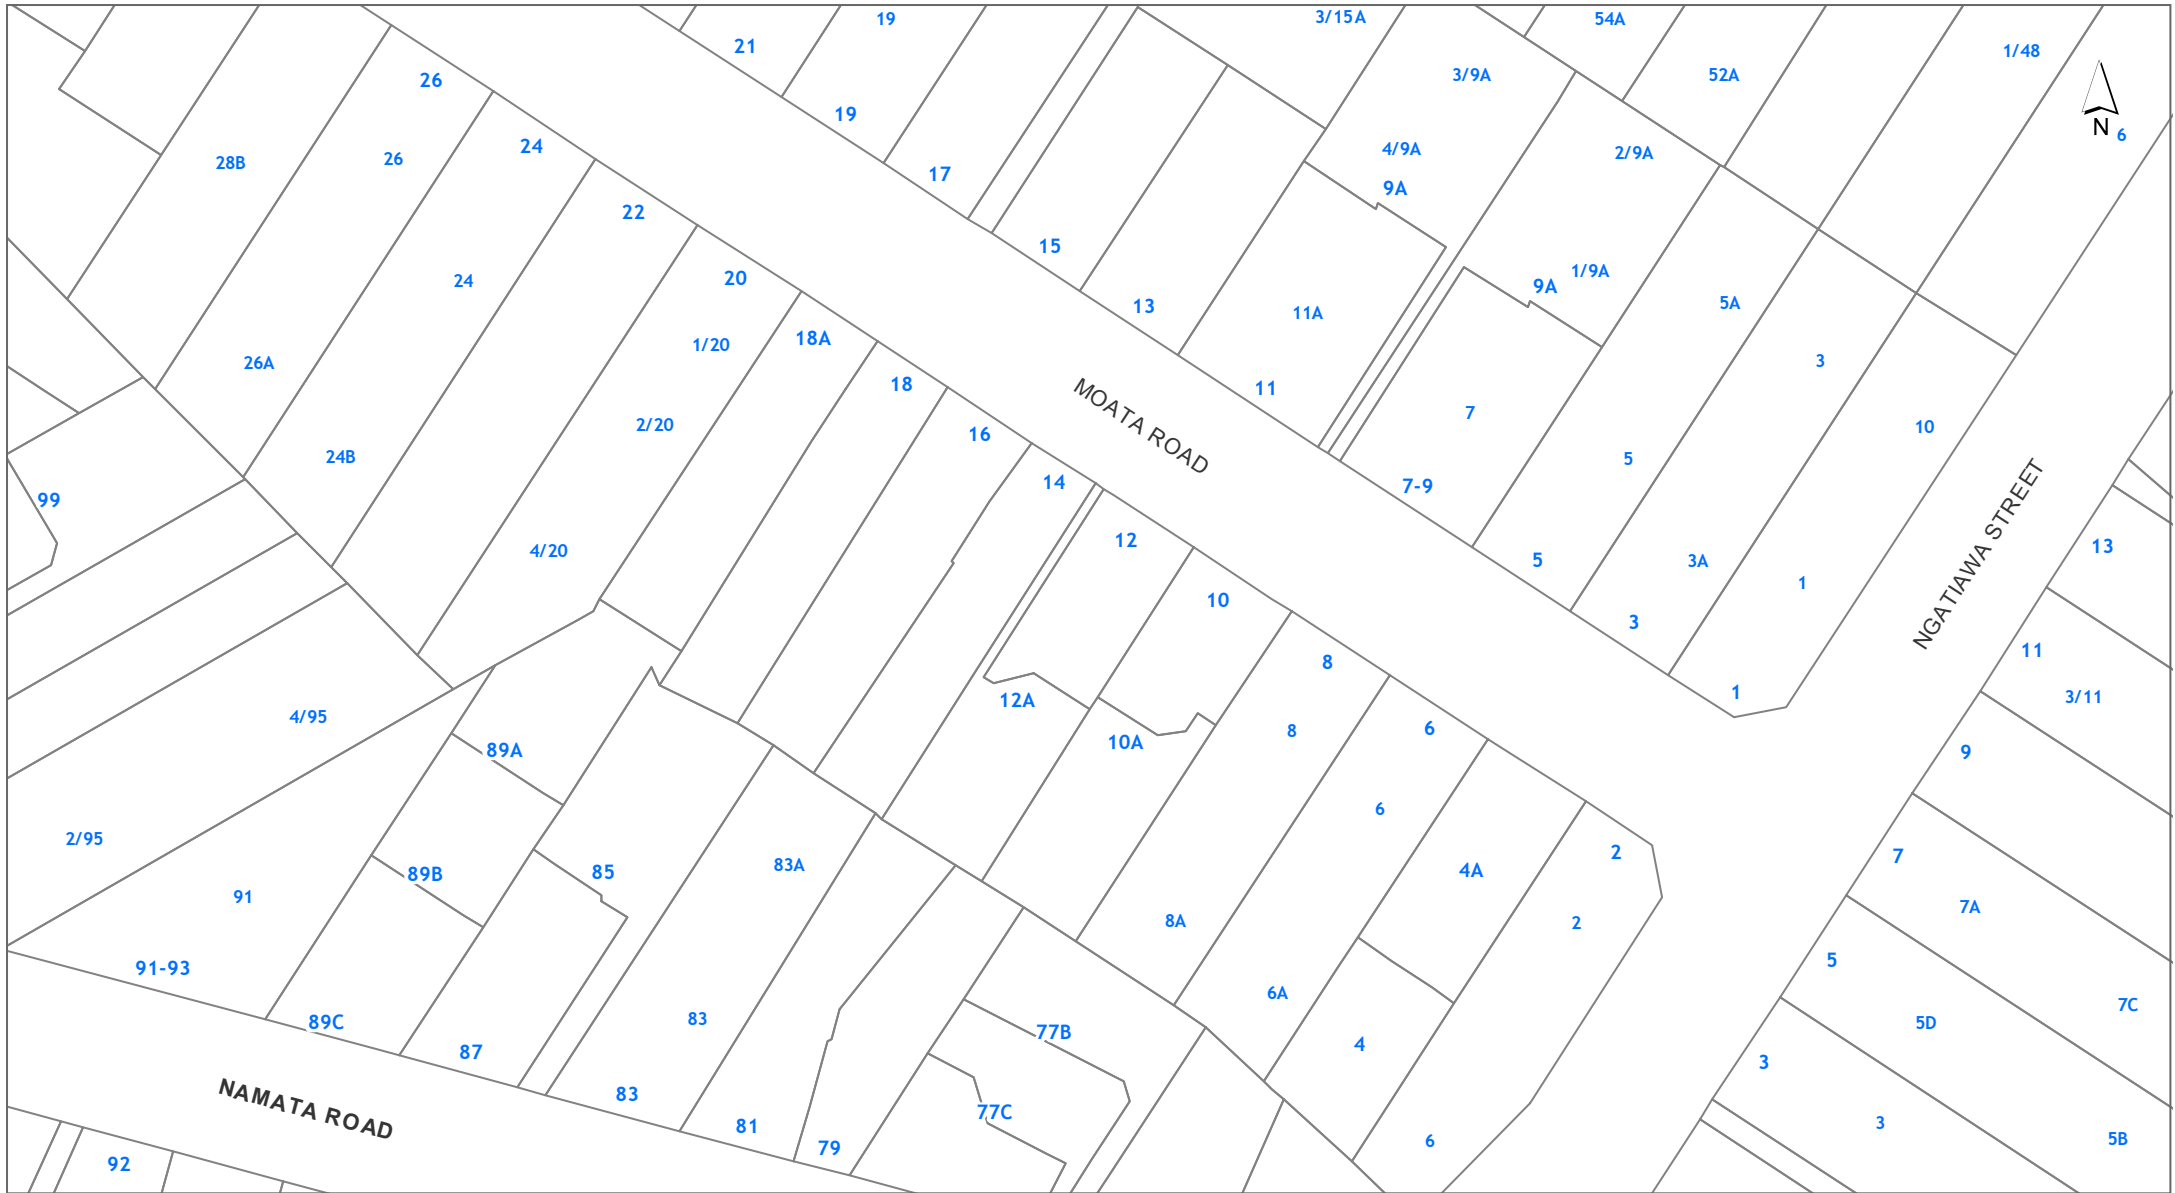 3/15A
19
54A
21
1/48
3/9A
52A
26
19
6
N
24
4/9A
2/9A
26
28B
17
9A
22
15
1/9A
20
24
9A
5A
13
11A
18A
1/20
3
26A
18
11
MOATA ROAD
7
2/20
10
16
24B
5
14
7-9
99
12
13
4/20
5
3A
NGATIAWA STREET
1
10
3
11
8
1
3/11
12A
4/95
6
8
10A
89A
9
6
2/95
2
7
83A
4A
85
89B
91
7A
8A
2
5
91-93
6A
7C
83
89C
5D
77B
4
87
3
83
NAMATA ROAD
77C
3
81
5B
6
79
92